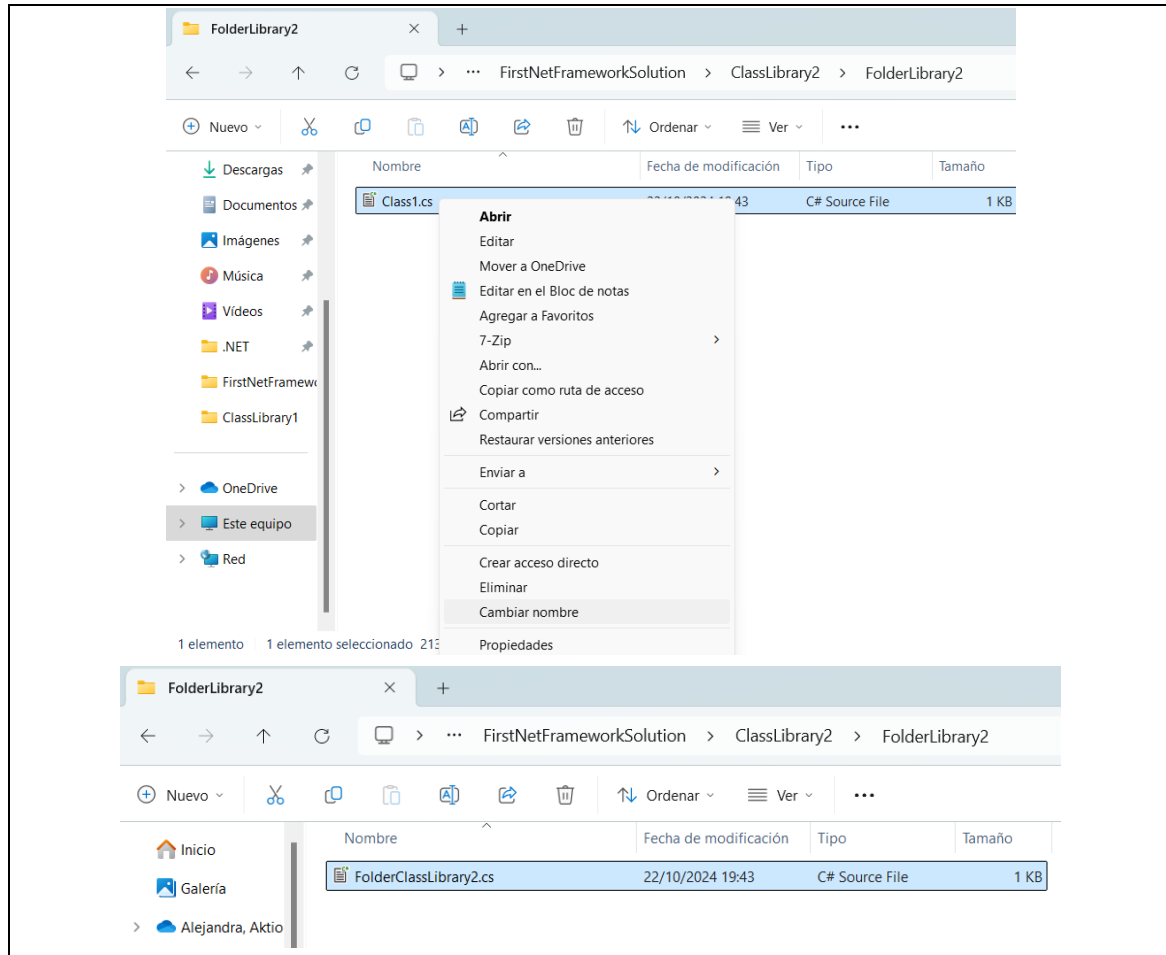 FolderLibrary2
FirstNetFrameworkSolution > ClassLibrary2 > FolderLibrary2
Nuevo Ordenar Ver
Nombre Fecha de modificación Tipo Tamaño
Class1.cs 43 C# Source File 1 KB
Descargas
Documentos
Imágenes
Música
Vídeos
.NET
FirstNetFramew
ClassLibrary1
OneDrive
Este equipo
Red
Abrir
Editar
Mover a OneDrive
Editar en el Bloc de notas
Agregar a Favoritos
7-Zip
Abrir con...
Copiar como ruta de acceso
Compartir
Restaurar versiones anteriores
Enviar a
Cortar
Copiar
Crear acceso directo
Eliminar
Cambiar nombre
Propiedades
1 elemento 1 elemento seleccionado 213
FolderLibrary2
FirstNetFrameworkSolution > ClassLibrary2 > FolderLibrary2
Nuevo Ordenar Ver
Nombre Fecha de modificación Tipo Tamaño
FolderClassLibrary2.cs 22/10/2024 19:43 C# Source File 1 KB
Inicio
Galería
Alejandra, Aktio